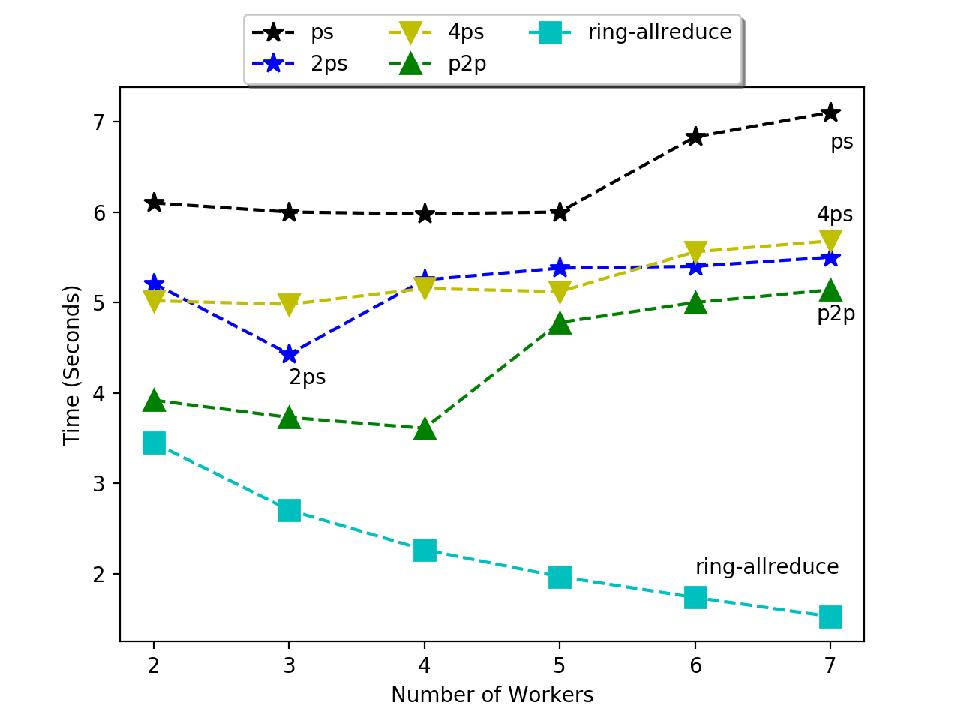 ps 4ps ring-allreduce
2ps p2p
7
ps
6
4ps
5
p2p
2ps
4
3
2
ring-allreduce
Time (Seconds)
2 3 4 5 6 7
Number of Workers